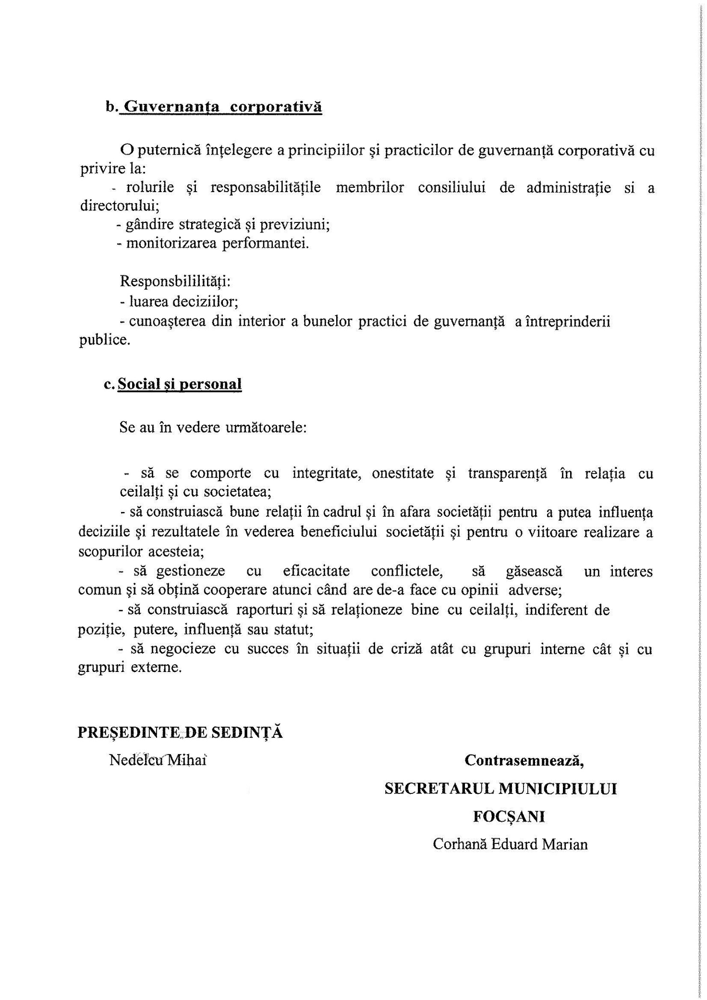 b. Guvernanța corporativă
O puternică înțelegere a principiilor și practicilor de guvernanță corporativă cu
privire la:
- rolurile și responsabilitățile membrilor consiliului de administrație si a
directorului;
- gândire strategică și previziuni;
- monitorizarea performantei.
Responsbililități:
- luarea deciziilor;
- cunoașterea din interior a bunelor practici de guvernanță a întreprinderii
publice.
c. Social și personal
Se au în vedere următoarele:
- să se comporte cu integritate, onestitate și transparență în relația cu
ceilalți și cu societatea;
- să construiască bune relații în cadrul și în afara societății pentru a putea influența
deciziile și rezultatele în vederea beneficiului societății și pentru o viitoare realizare a
scopurilor acesteia;
- să gestioneze cu eficacitate conflictele, să găsească un interes
comun și să obțină cooperare atunci când are de-a face cu opinii adverse;
- să construiască raporturi și să relaționeze bine cu ceilalți, indiferent de
poziție, putere, influență sau statut;
- să negocieze cu succes în situații de criză atât cu grupuri interne cât și cu
grupuri externe.
PREȘEDINTE DE SEDINȚĂ
Nedelcu Mihai
Contrasemnează,
SECRETARUL MUNICIPIULUI
FOCȘANI
Corhană Eduard Marian